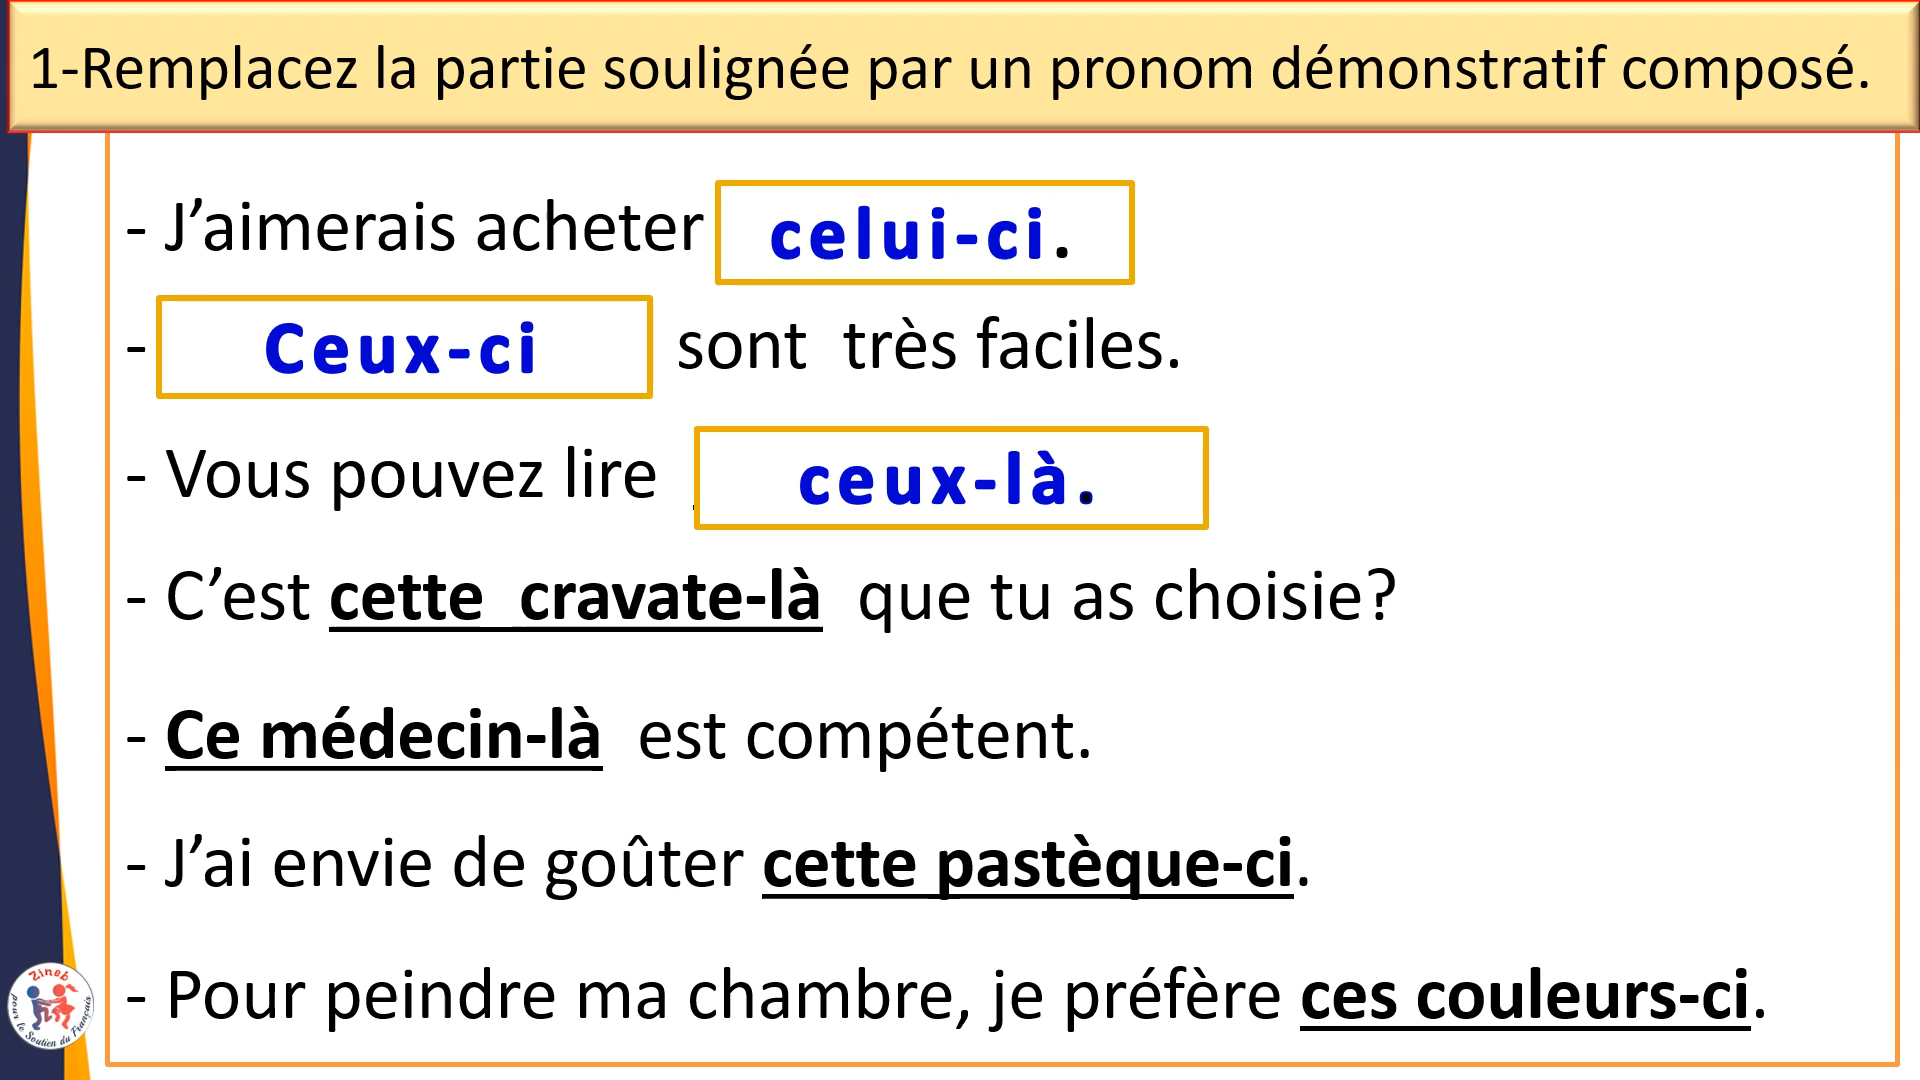 1-Remplacez la partie soulignée par un pronom démonstratif composé.
- J’aimerais acheter celui-ci.
- Ceux-ci sont très faciles.
- Vous pouvez lire ceux-là.
- C’est cette cravate-là que tu as choisie?
- Ce médecin-là est compétent.
- J’ai envie de goûter cette pastèque-ci.
- Pour peindre ma chambre, je préfère ces couleurs-ci.
Zineb
pour le Soutien du Français